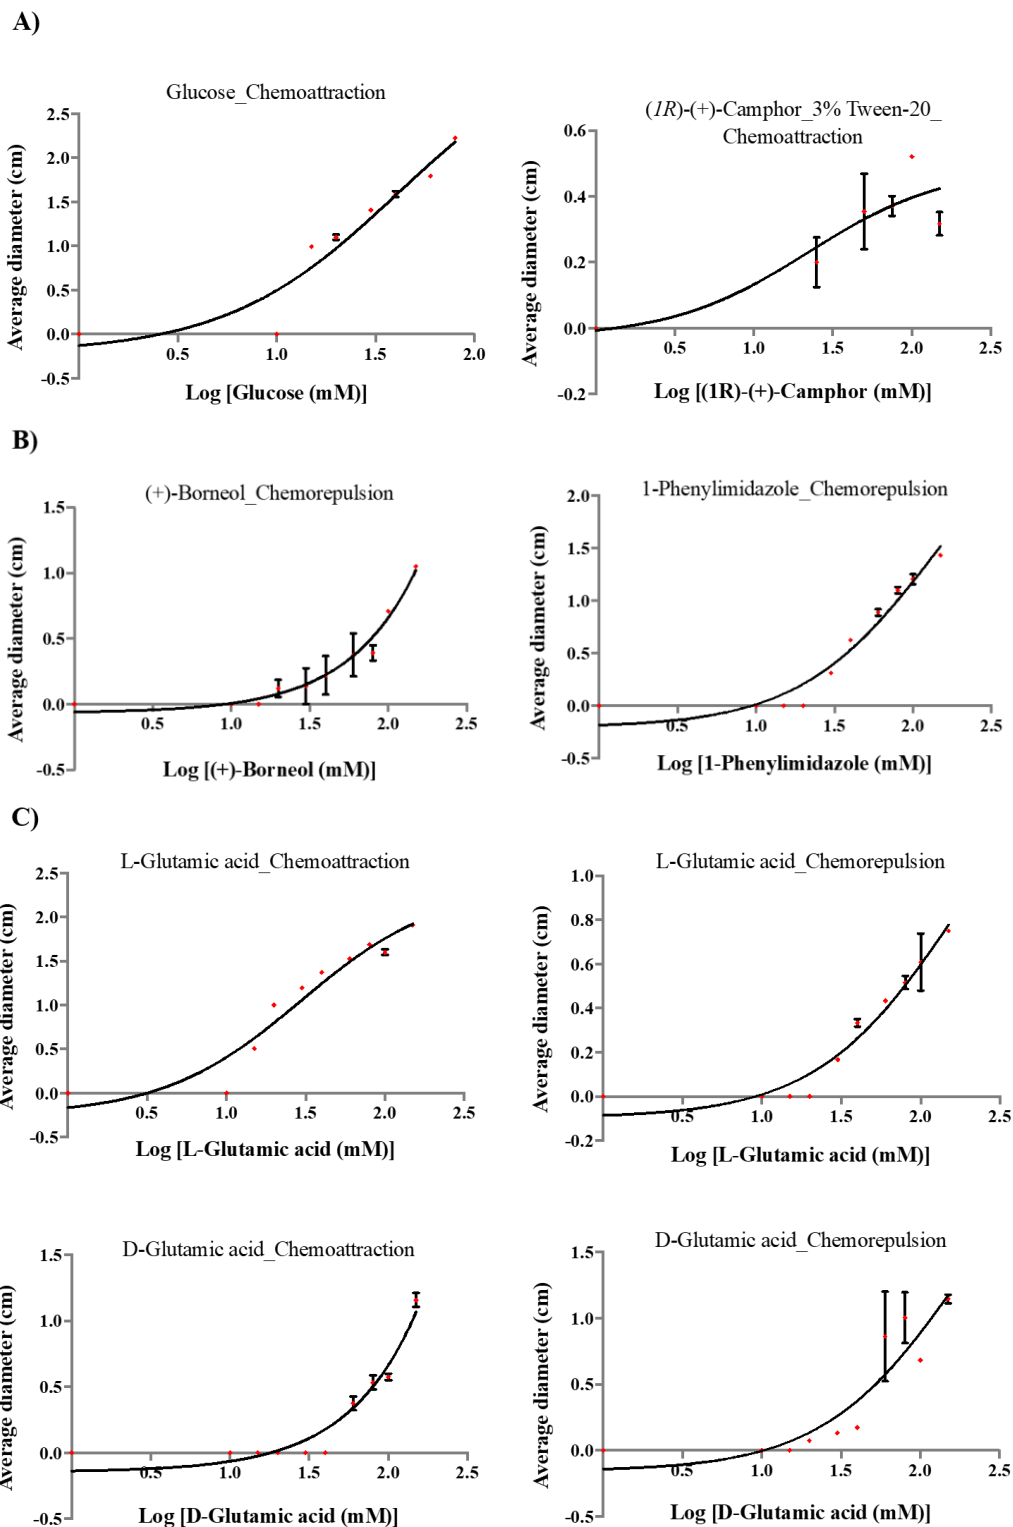 A)
Glucose_Chemoattraction
2.5
2.0
1.5
1.0
0.5
0.0
-0.5
0.5 1.0 1.5 2.0
Average diameter (cm)
Log [Glucose (mM)]
(1R)-(+)-Camphor_3% Tween-20_
Chemoattraction
0.6
0.4
0.2
0.0
-0.2
0.5 1.0 1.5 2.0 2.5
Average diameter (cm)
Log [(1R)-(+)-Camphor (mM)]
B)
(+)-Borneol_Chemorepulsion
1.5
1.0
0.5
0.0
-0.5
0.5 1.0 1.5 2.0 2.5
Average diameter (cm)
Log [(+)-Borneol (mM)]
1-Phenylimidazole_Chemorepulsion
2.0
1.5
1.0
0.5
0.0
-0.5
0.5 1.0 1.5 2.0 2.5
Average diameter (cm)
Log [1-Phenylimidazole (mM)]
C)
L-Glutamic acid_Chemoattraction
2.5
2.0
1.5
1.0
0.5
0.0
-0.5
0.5 1.0 1.5 2.0 2.5
Average diameter (cm)
Log [L-Glutamic acid (mM)]
L-Glutamic acid_Chemorepulsion
1.0
0.8
0.6
0.4
0.2
0.0
-0.2
0.5 1.0 1.5 2.0 2.5
Average diameter (cm)
Log [L-Glutamic acid (mM)]
D-Glutamic acid_Chemoattraction
1.5
1.0
0.5
0.0
-0.5
0.5 1.0 1.5 2.0 2.5
Average diameter (cm)
Log [D-Glutamic acid (mM)]
D-Glutamic acid_Chemorepulsion
1.5
1.0
0.5
0.0
-0.5
0.5 1.0 1.5 2.0 2.5
Average diameter (cm)
Log [D-Glutamic acid (mM)]